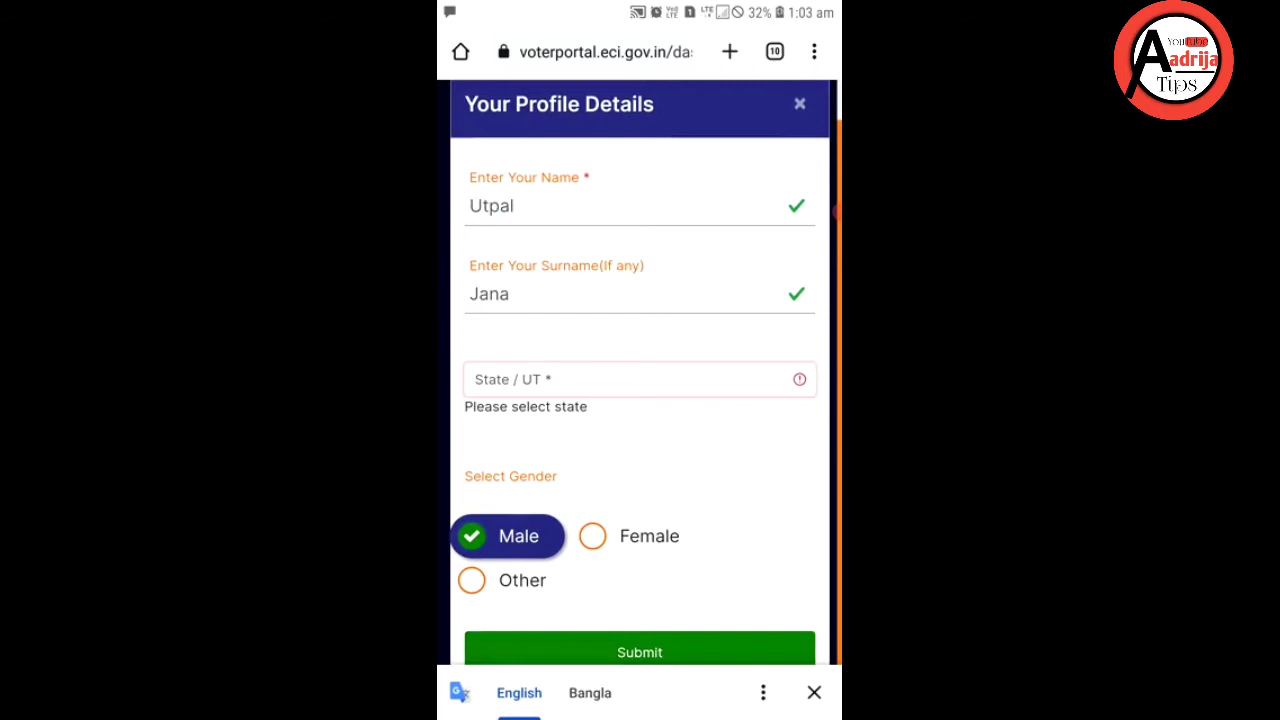 32% 1:03 am
voterportal.eci.gov.in/da
10
YouTube
Aadrija
Tips
Your Profile Details
Enter Your Name *
Utpal
Enter Your Surname(If any)
Jana
State / UT *
Please select state
Select Gender
Male
Female
Other
Submit
English
Bangla